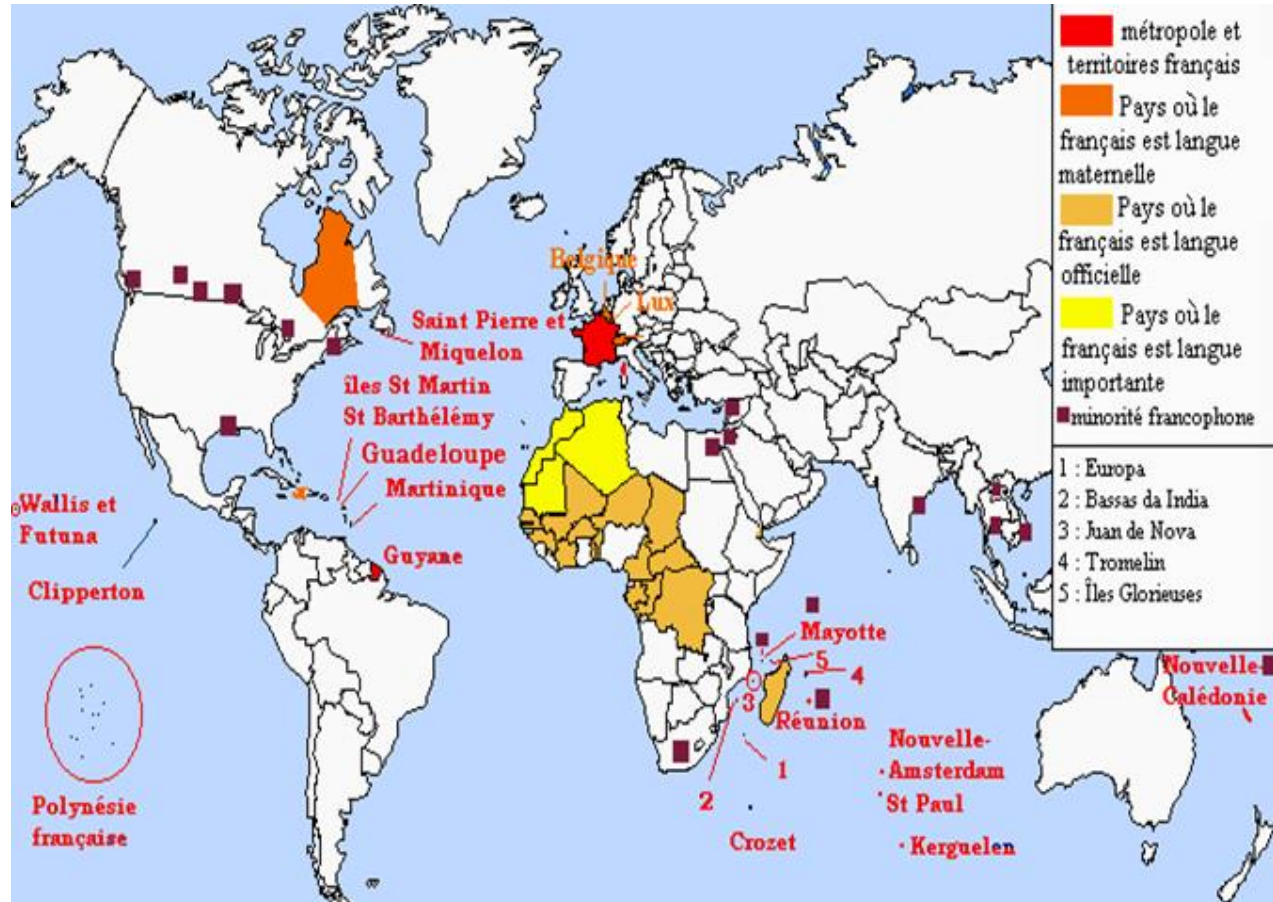 métropole et
territoires français
Pays où le
français est langue
maternelle
Pays où le
français est langue
officielle
Pays où le
français est langue
importante
minorité francophone
1 : Europa
2 : Bassas da India
3 : Juan de Nova
4 : Tromelin
5 : Îles Glorieuses
Belgique
Lux
Saint Pierre et
Miquelon
îles St Martin
St Barthélémy
Guadeloupe
Martinique
Wallis et
Futuna
Clipperton
Guyane
Polynésie
française
Mayotte
5
4
3
Réunion
1
2
Crozet
Nouvelle-
Amsterdam
St Paul
Kerguelen
Nouvelle-
Calédonie